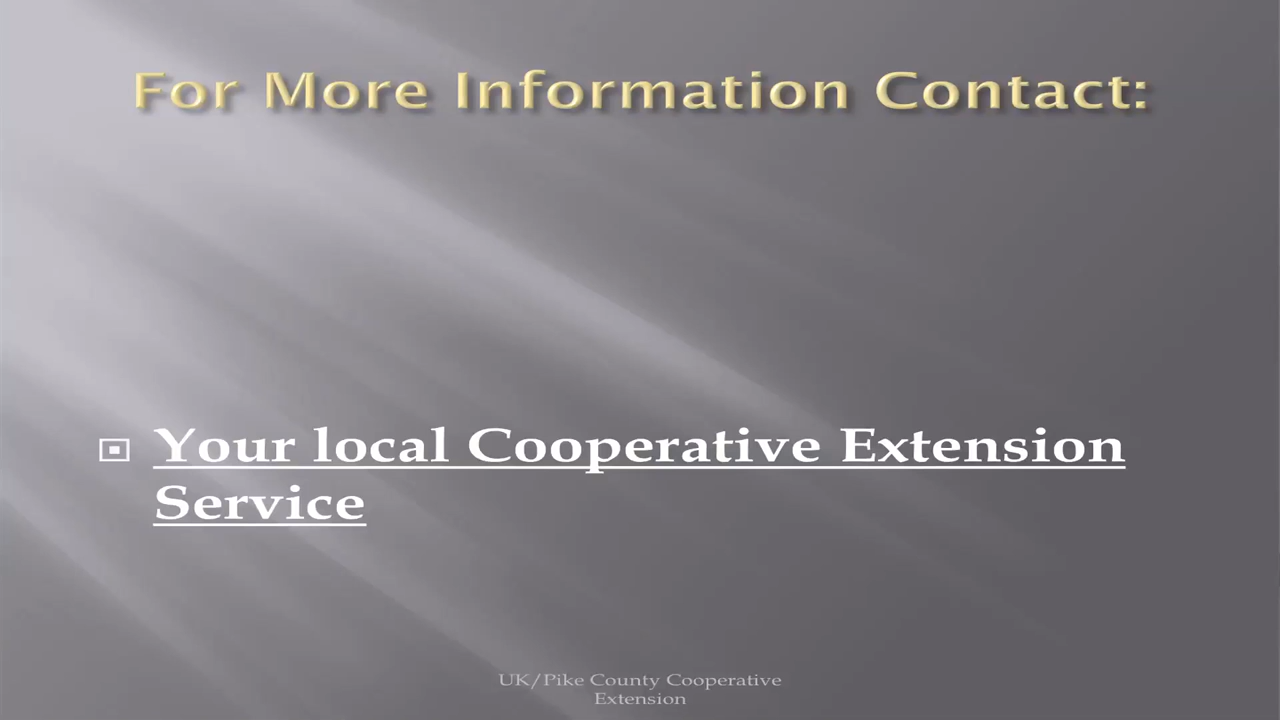 For More Information Contact:
Your local Cooperative Extension
Service
UK/Pike County Cooperative
Extension